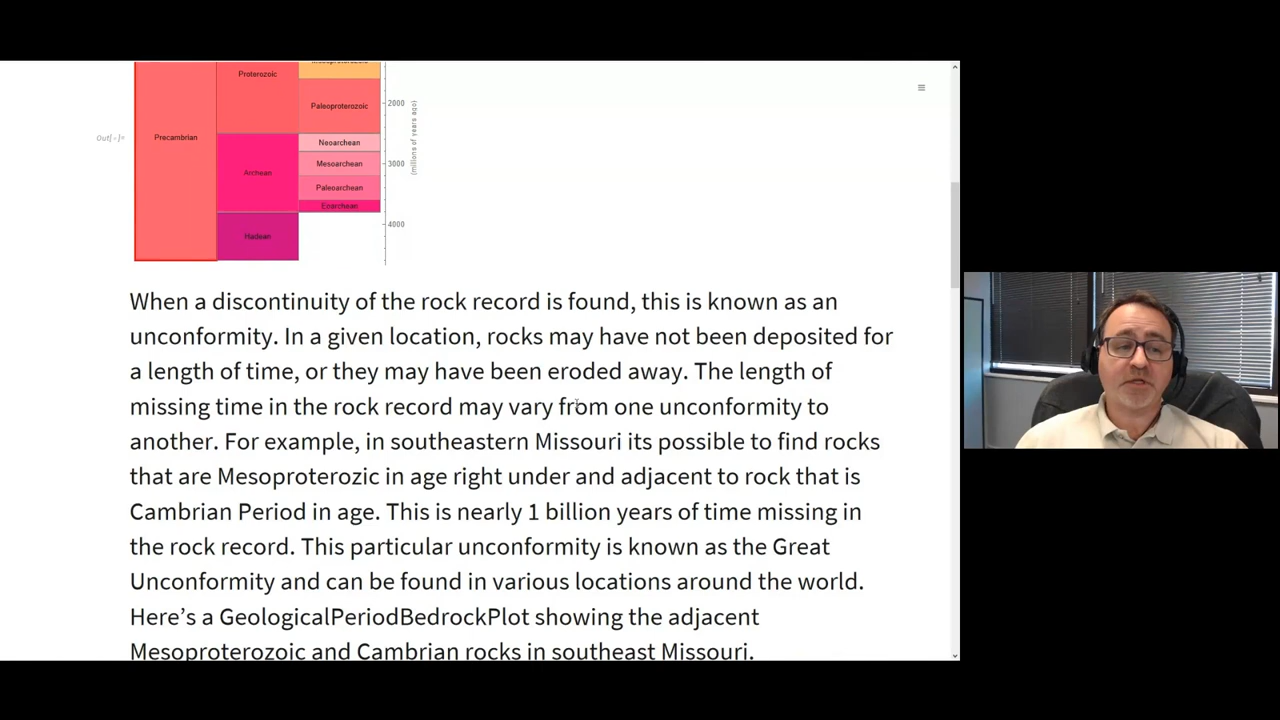 Proterozoic
Paleoproterozoic
2000
Precambrian
Out[ ]=
Neoarchean
Mesoarchean
3000
Archean
Paleoarchean
Eoarchean
4000
Hadean
(millions of years ago)
When a discontinuity of the rock record is found, this is known as an
unconformity. In a given location, rocks may have not been deposited for
a length of time, or they may have been eroded away. The length of
missing time in the rock record may vary from one unconformity to
another. For example, in southeastern Missouri its possible to find rocks
that are Mesoproterozic in age right under and adjacent to rock that is
Cambrian Period in age. This is nearly 1 billion years of time missing in
the rock record. This particular unconformity is known as the Great
Unconformity and can be found in various locations around the world.
Here’s a GeologicalPeriodBedrockPlot showing the adjacent
Mesoproterozoic and Cambrian rocks in southeast Missouri.